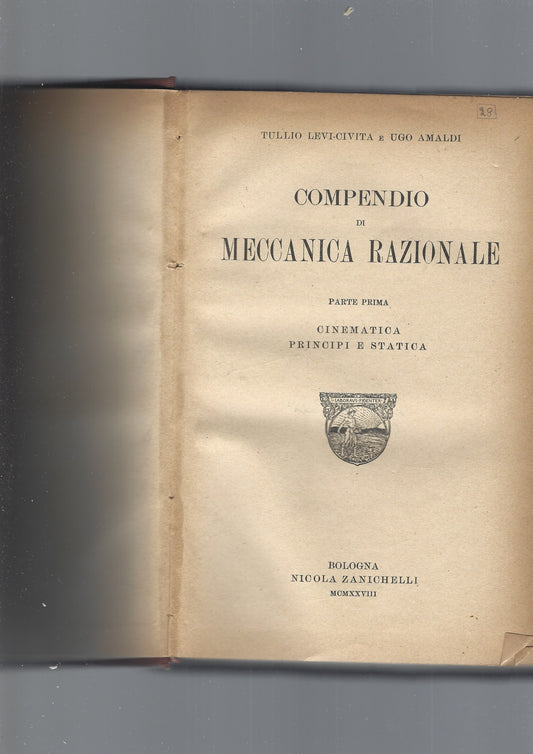 28
TULLIO LEVI-CIVITA E UGO AMALDI
COMPENDIO
DI
MECCANICA RAZIONALE
PARTE PRIMA
CINEMATICA
PRINCIPI E STATICA
LABORAVI FIDENTER
BOLOGNA
NICOLA ZANICHELLI
MCMXXVIII